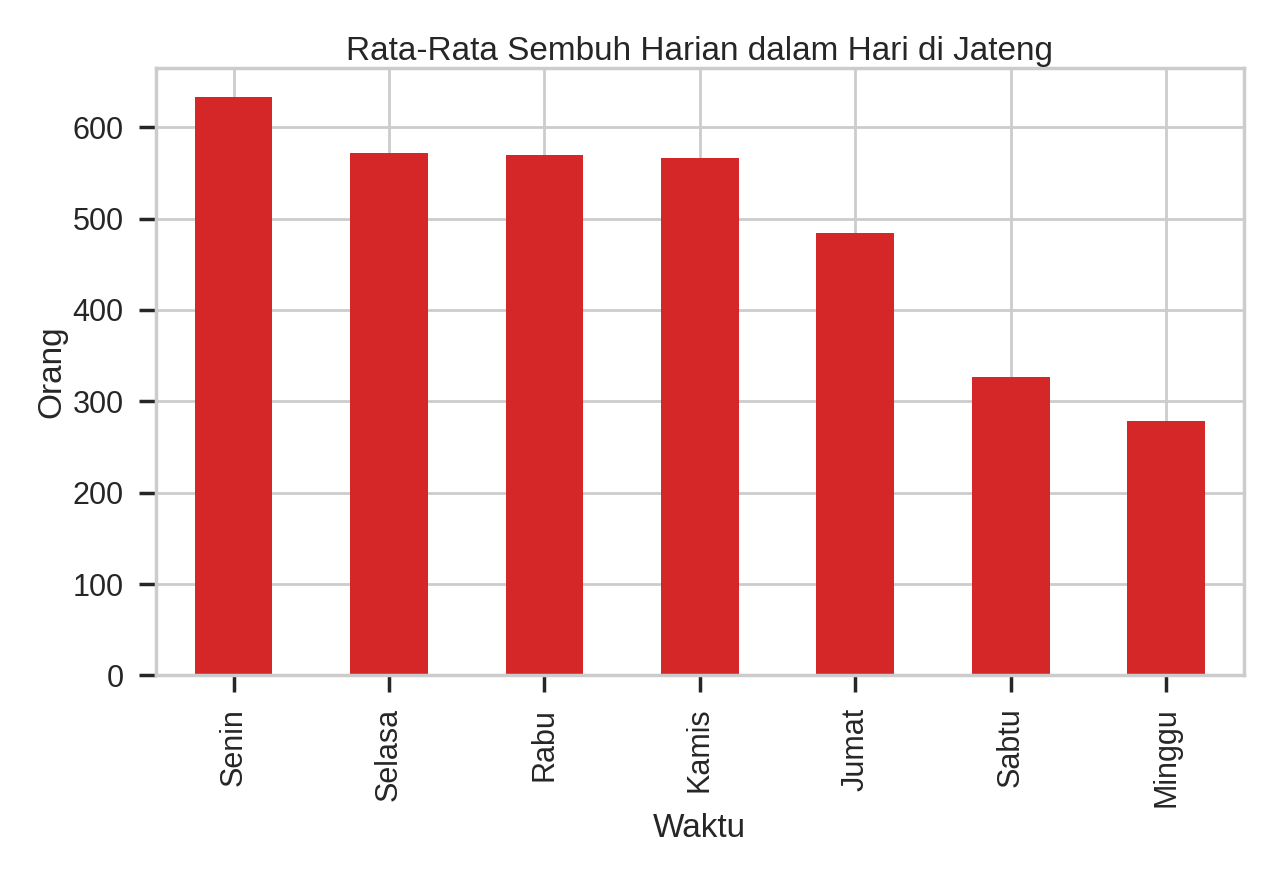 Rata-Rata Sembuh Harian dalam Hari di Jateng
600
500
400
300
200
100
0
Orang
Senin
Selasa
Rabu
Kamis
Jumat
Sabtu
Minggu
Waktu